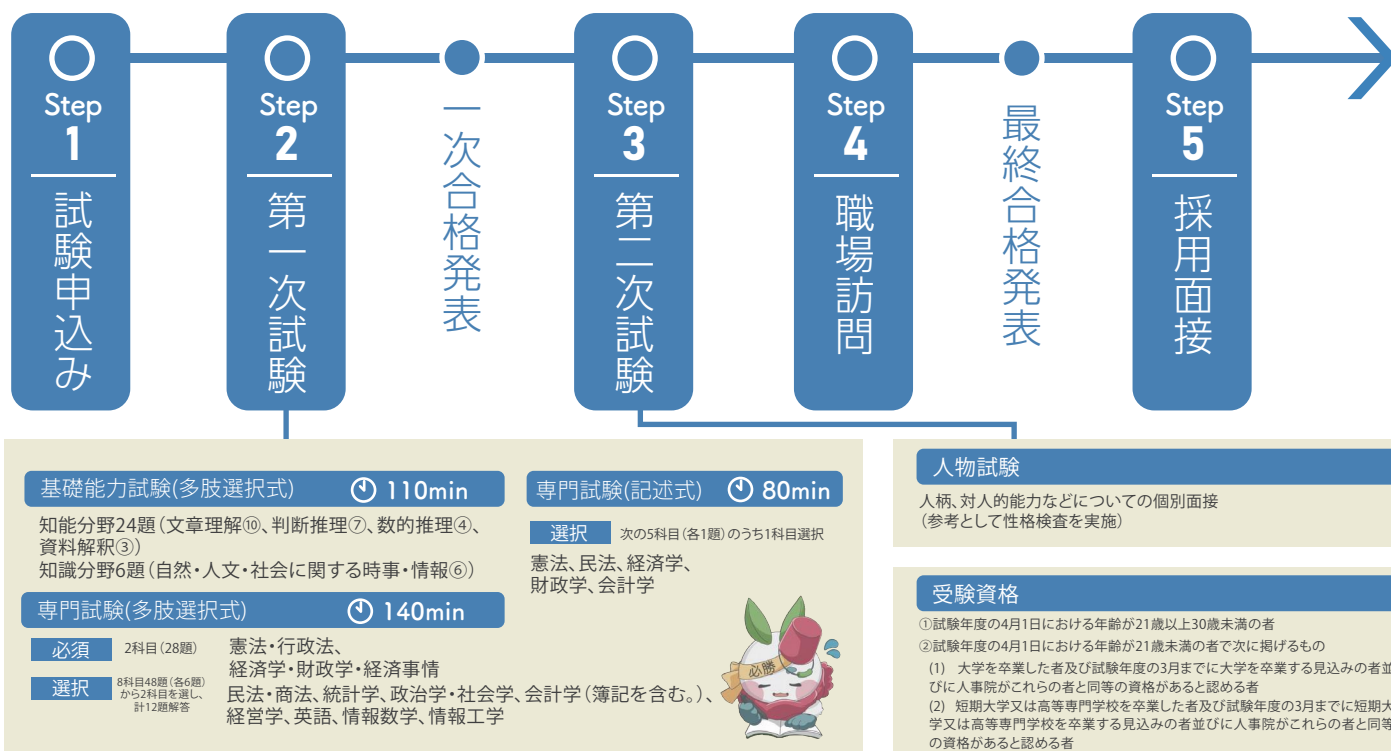 Step
1
試験申込み
Step
2
第一次試験
一次合格発表
Step
3
第二次試験
Step
4
職場訪問
最終合格発表
Step
5
採用面接
基礎能力試験(多肢選択式) 110min
知能分野24題(文章理解⑩、判断推理⑦、数的推理④、
資料解釈③)
知識分野6題(自然・人文・社会に関する時事・情報⑥)
専門試験(多肢選択式) 140min
必須 2科目(28題)
憲法・行政法、
経済学・財政学・経済事情
選択 8科目48題(各6題)
から2科目を選し、
計12題解答
民法・商法、統計学、政治学・社会学、会計学(簿記を含む。)、
経営学、英語、情報数学、情報工学
専門試験(記述式) 80min
選択 次の5科目(各1題)のうち1科目選択
憲法、民法、経済学、
財政学、会計学
必勝
人物試験
人柄、対人的能力などについての個別面接
(参考として性格検査を実施)
受験資格
①試験年度の4月1日における年齢が21歳以上30歳未満の者
②試験年度の4月1日における年齢が21歳未満の者で次に掲げるもの
(1) 大学を卒業した者及び試験年度の3月までに大学を卒業する見込みの者並
びに人事院がこれらの者と同等の資格があると認める者
(2) 短期大学又は高等専門学校を卒業した者及び試験年度の3月までに短期大
学又は高等専門学校を卒業する見込みの者並びに人事院がこれらの者と同等
の資格があると認める者